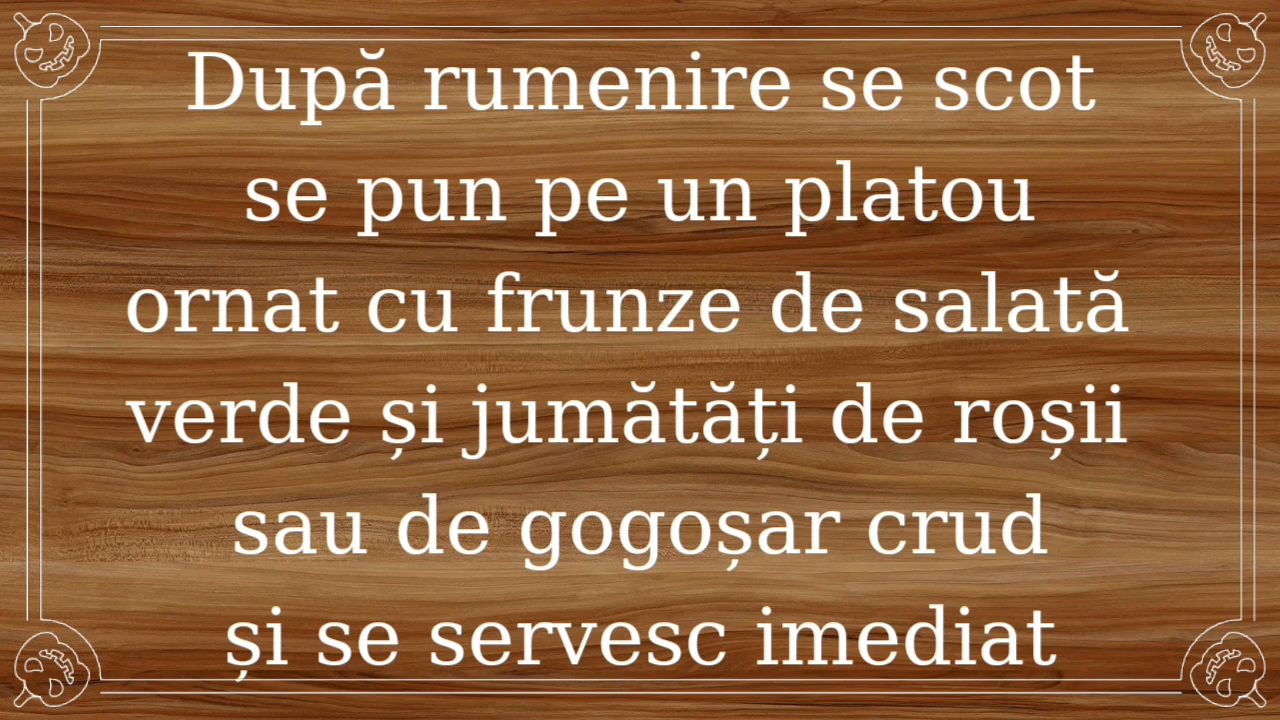 După rumenire se scot
se pun pe un platou
ornat cu frunze de salată
verde și jumătăți de roșii
sau de gogoșar crud
și se servesc imediat